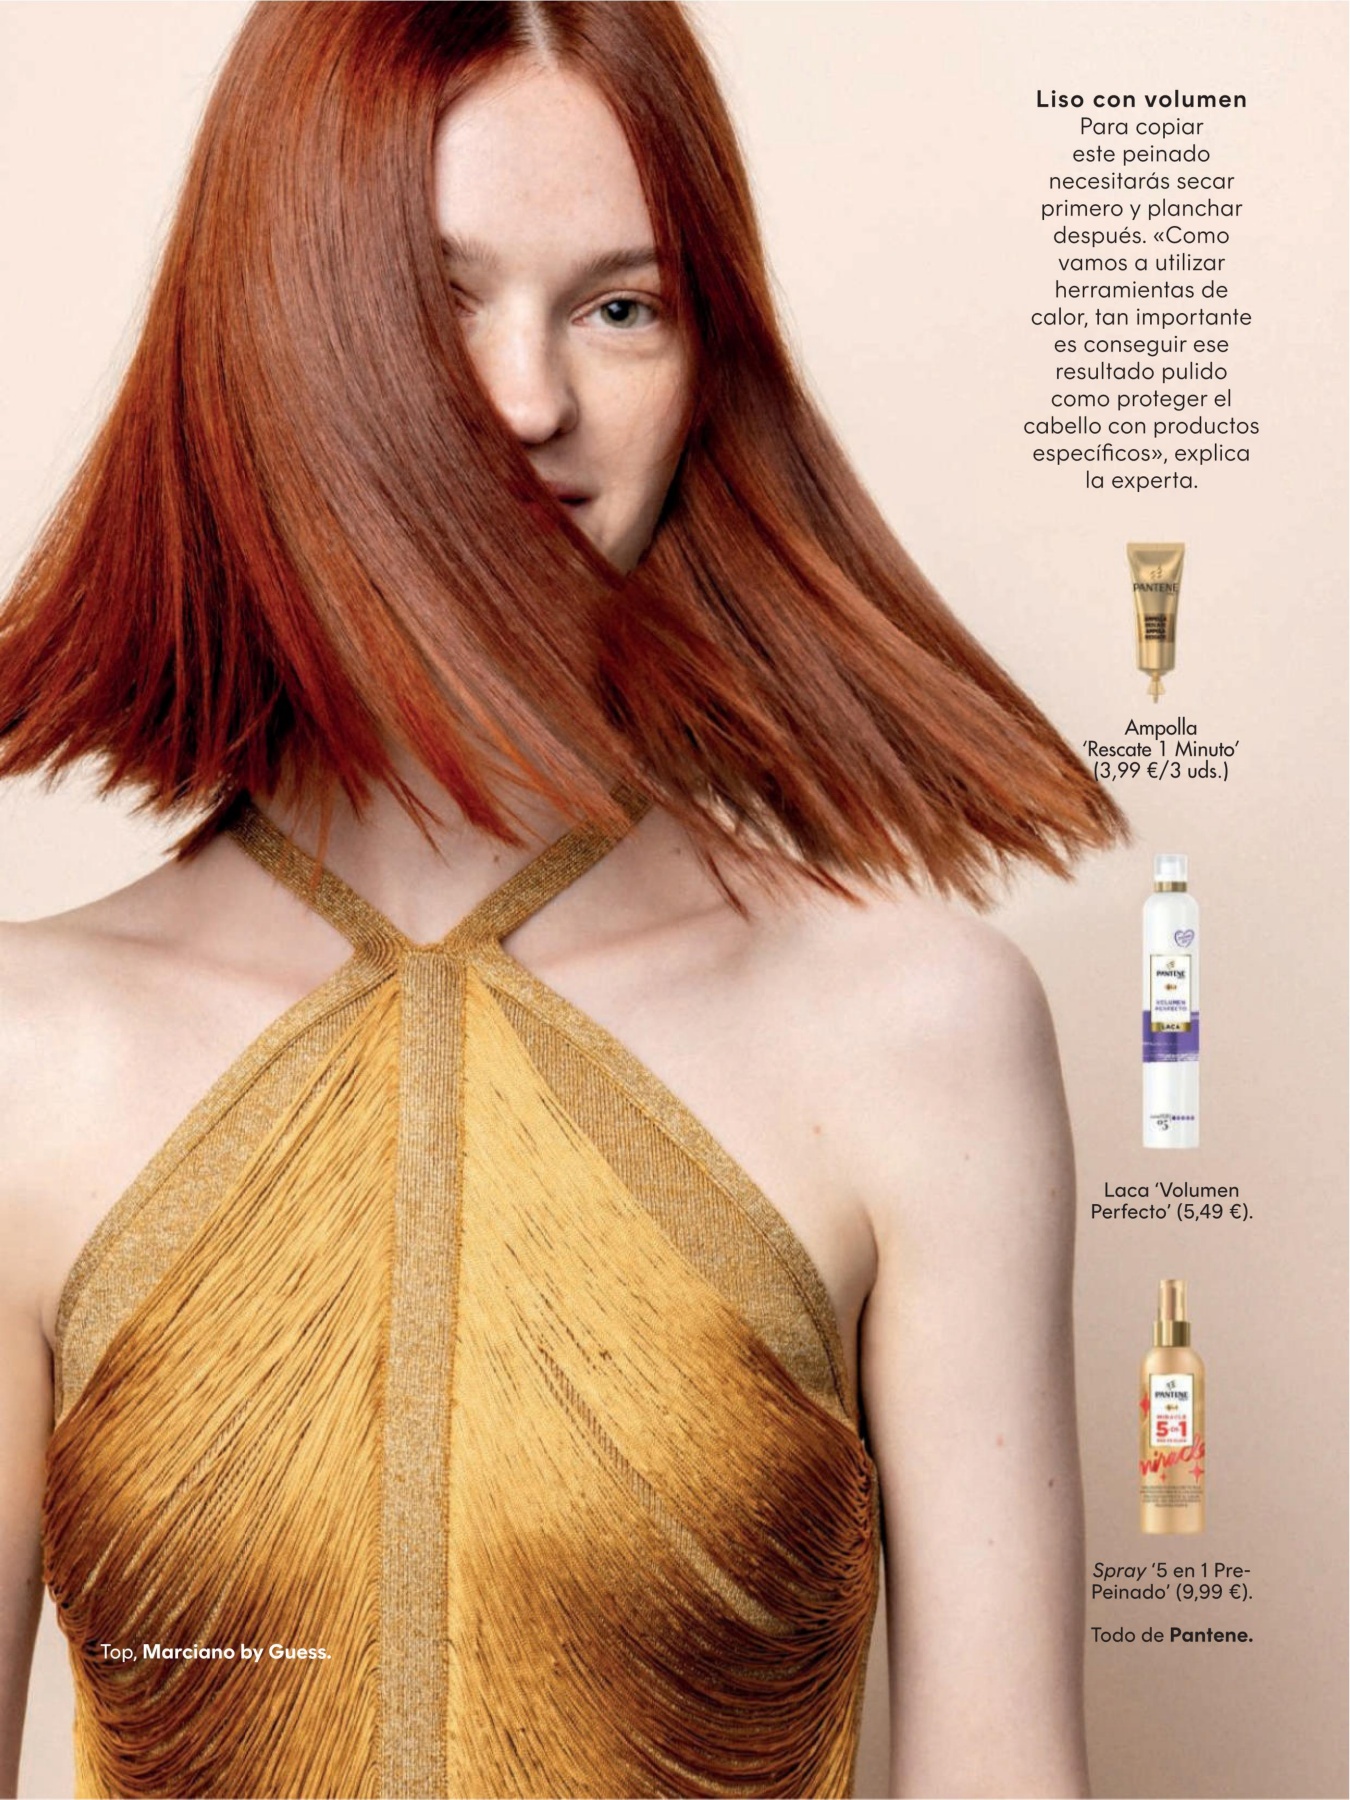 Liso con volumen
Para copiar
este peinado
necesitarás secar
primero y planchar
después. «Como
vamos a utilizar
herramientas de
calor, tan importante
es conseguir ese
resultado pulido
como proteger el
cabello con productos
específicos», explica
la experta.
PANTENE
Ampolla
‘Rescate 1 Minuto’
(3,99 €/3 uds.)
PANTENE
VOLUMEN
PERFECTO
LACA
Laca ‘Volumen
Perfecto’ (5,49 €).
PANTENE
MIRACLE
5 en 1
miracle
Spray ‘5 en 1 Pre-
Peinado’ (9,99 €).
Todo de Pantene.
Top, Marciano by Guess.